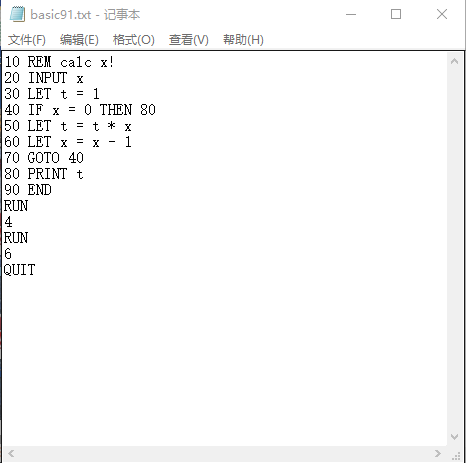 basic91.txt - 记事本
文件(F) 编辑(E) 格式(O) 查看(V) 帮助(H)
10 REM calc x!
20 INPUT x
30 LET t = 1
40 IF x = 0 THEN 80
50 LET t = t * x
60 LET x = x - 1
70 GOTO 40
80 PRINT t
90 END
RUN
4
RUN
6
QUIT